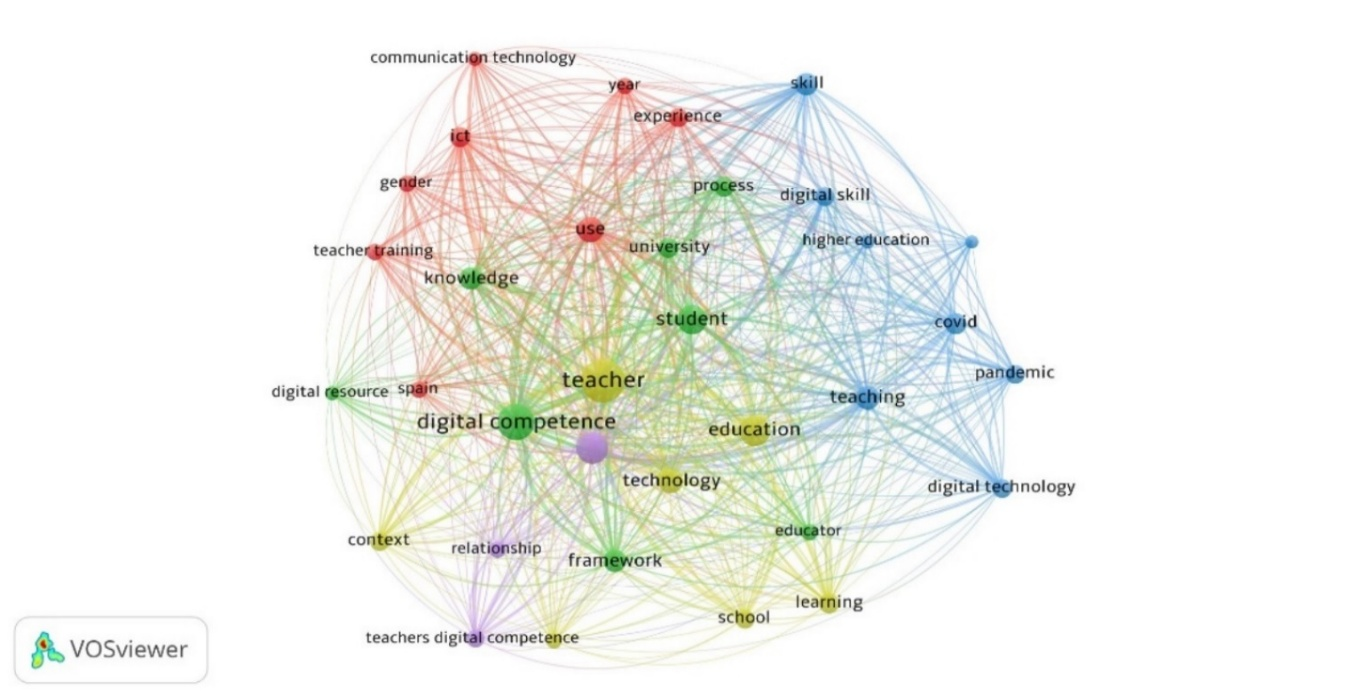 communication technology
year
skill
experience
ict
gender
process
digital skill
use
university
higher education
teacher training
knowledge
student
covid
pandemic
teacher
digital resource
spain
teaching
digital competence
education
technology
digital technology
context
relationship
framework
educator
learning
school
teachers digital competence
VOSviewer